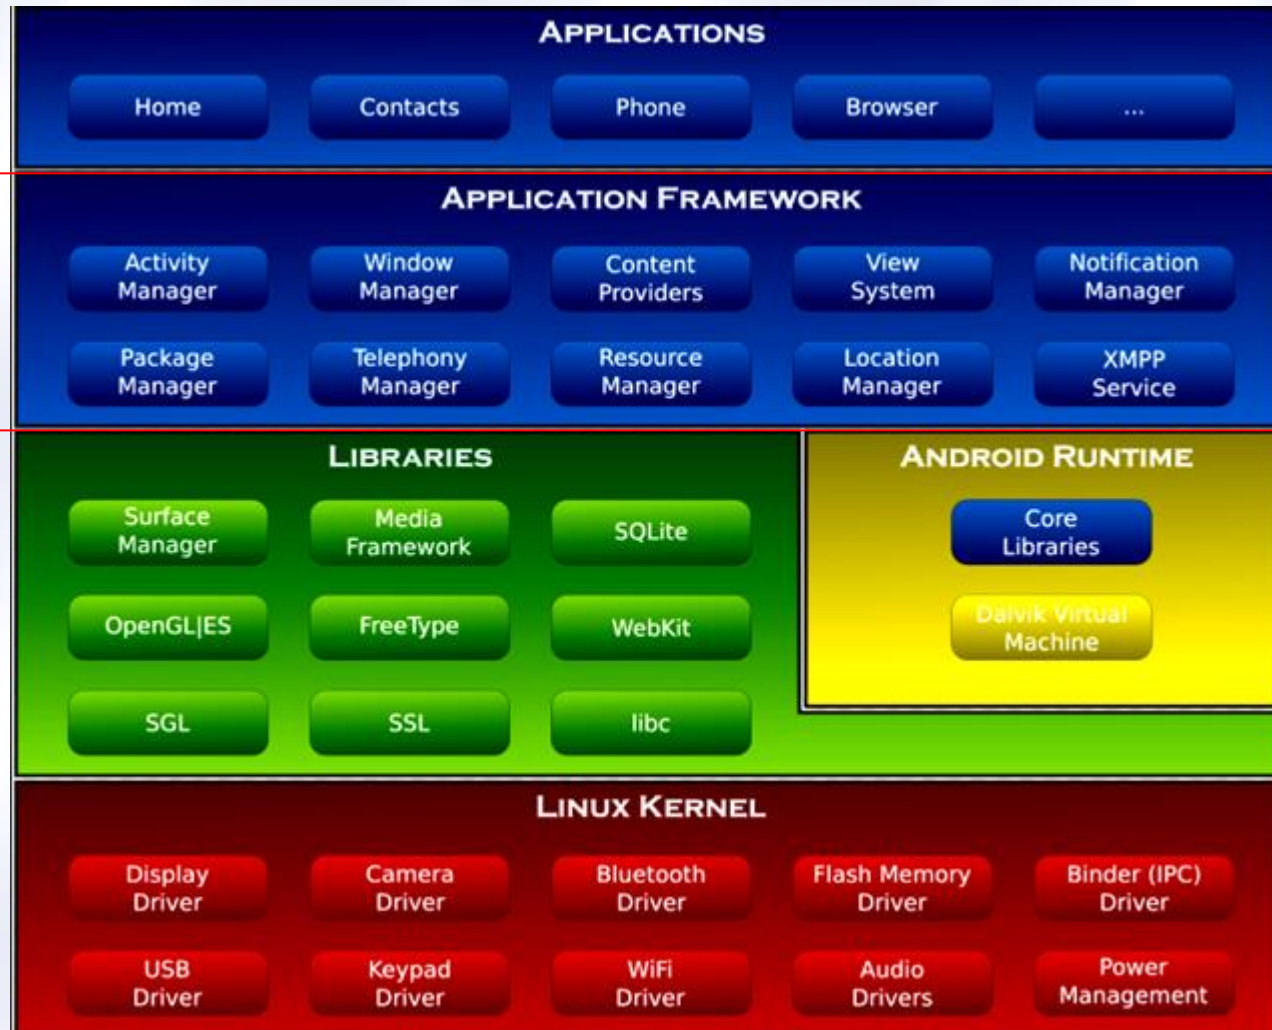 APPLICATIONS
Home
Contacts
Phone
Browser
...
APPLICATION FRAMEWORK
Activity
Manager
Window
Manager
Content
Providers
View
System
Notification
Manager
Package
Manager
Telephony
Manager
Resource
Manager
Location
Manager
XMPP
Service
LIBRARIES
Surface
Manager
Media
Framework
SQLite
OpenGL|ES
FreeType
WebKit
SGL
SSL
libc
ANDROID RUNTIME
Core
Libraries
Dalvik Virtual
Machine
LINUX KERNEL
Display
Driver
Camera
Driver
Bluetooth
Driver
Flash Memory
Driver
Binder (IPC)
Driver
USB
Driver
Keypad
Driver
WiFi
Driver
Audio
Drivers
Power
Management